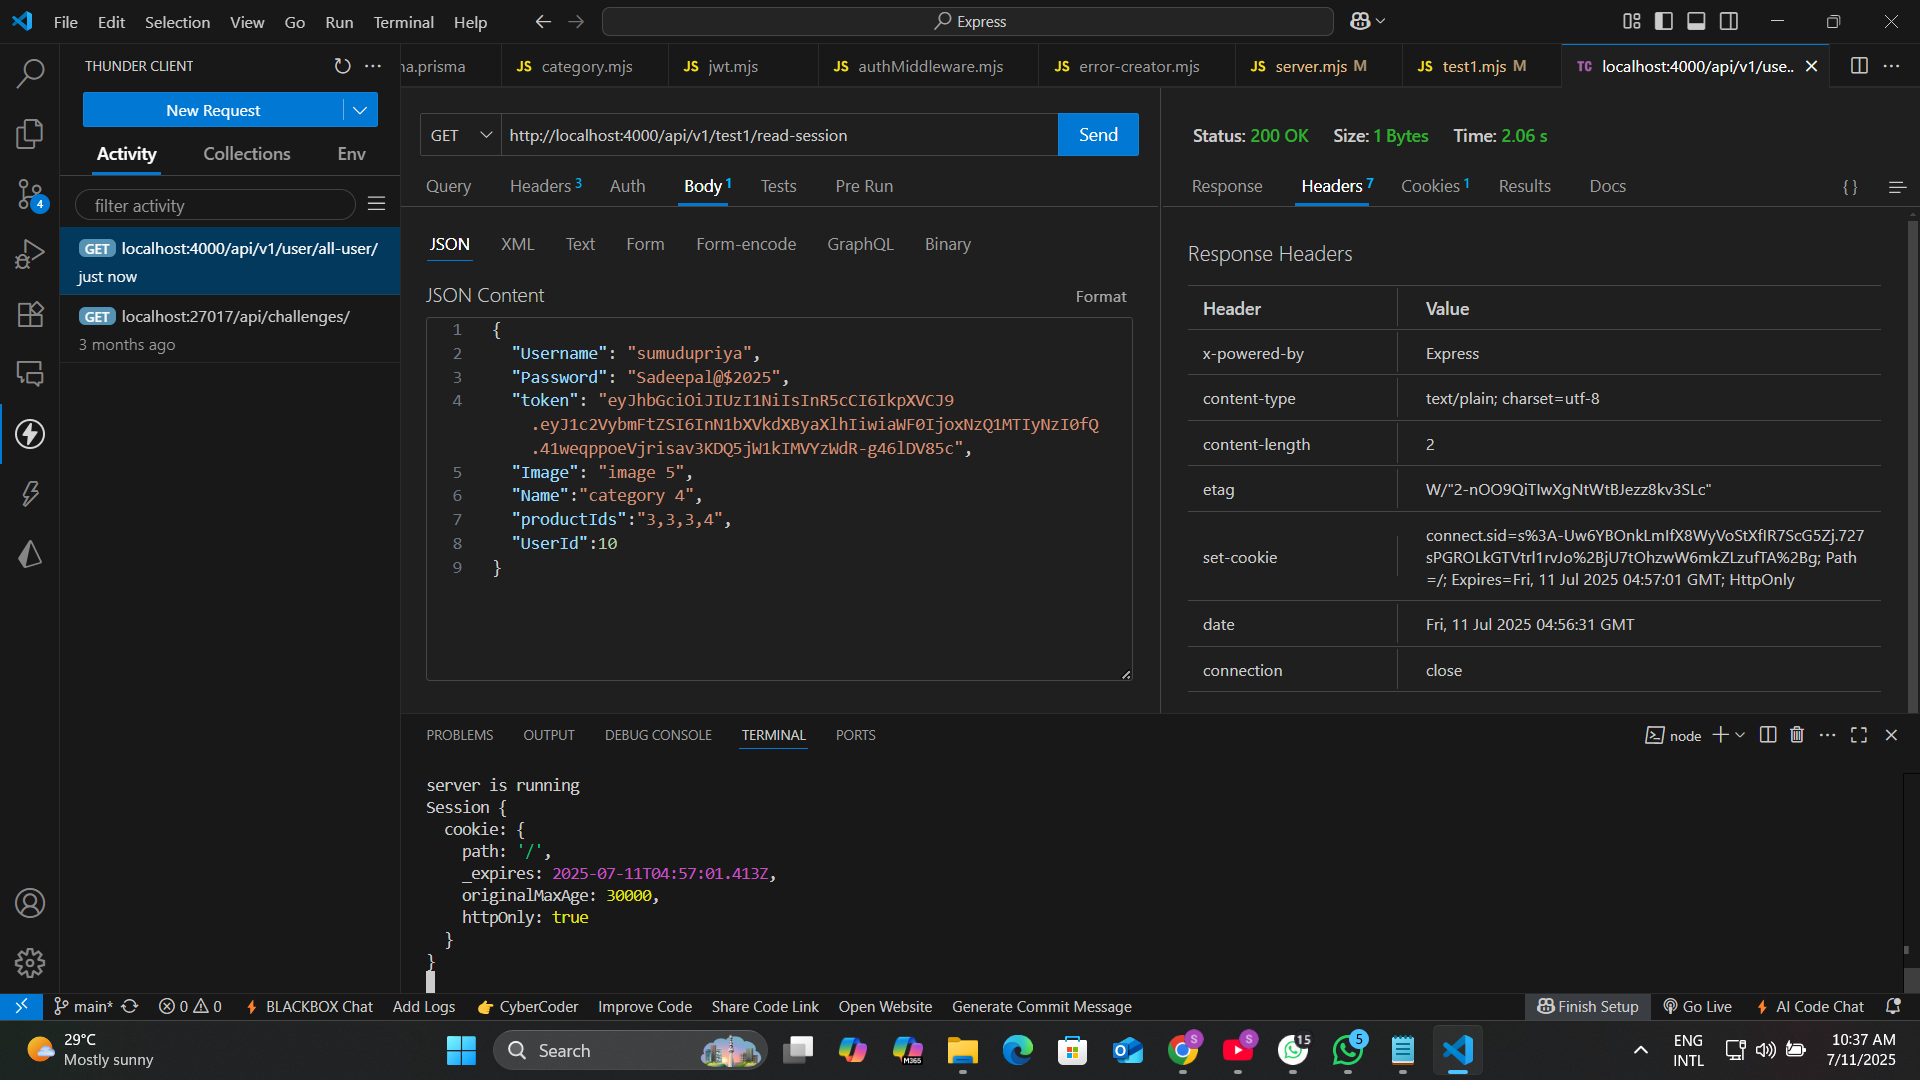 File Edit Selection View Go Run Terminal Help
Express
THUNDER CLIENT
New Request
Activity Collections Env
filter activity
4
GET localhost:4000/api/v1/user/all-user/
just now
GET localhost:27017/api/challenges/
3 months ago
na.prisma
JS category.mjs
JS jwt.mjs
JS authMiddleware.mjs
JS error-creator.mjs
JS server.mjs M
JS test1.mjs M
TC localhost:4000/api/v1/use..
GET http://localhost:4000/api/v1/test1/read-session Send
Query Headers 3 Auth Body 1 Tests Pre Run
JSON XML Text Form Form-encode GraphQL Binary
JSON Content Format
1 {
2 "Username": "sumudupriya",
3 "Password": "Sadeepal@$2025",
4 "token": "eyJhbGciOiJIUzI1NiIsInR5cCI6IkpXVCJ9
.eyJ1c2VybmFtZSI6InN1bXVkdXByaXlhIiwiaWF0IjoxNzQ1MTIyNzI0fQ
.41weqppoeVjrisav3KDQ5jW1kIMVYzWdR-g46lDV85c",
5 "Image": "image 5",
6 "Name":"category 4",
7 "productIds":"3,3,3,4",
8 "UserId":10
9 }
Status: 200 OK Size: 1 Bytes Time: 2.06 s
Response Headers 7 Cookies 1 Results Docs { }
Response Headers
Header Value
x-powered-by Express
content-type text/plain; charset=utf-8
content-length 2
etag W/"2-nOO9QiTIwXgNtWtBJezz8kv3SLc"
set-cookie connect.sid=s%3A-Uw6YBOnkLmIfX8WyVoStXfIR7ScG5Zj.727
sPGROLkGTVtrl1rvJo%2BjU7tOhzwW6mkZLzufTA%2Bg; Path
=/; Expires=Fri, 11 Jul 2025 04:57:01 GMT; HttpOnly
date Fri, 11 Jul 2025 04:56:31 GMT
connection close
PROBLEMS OUTPUT DEBUG CONSOLE TERMINAL PORTS
node
server is running
Session {
cookie: {
path: '/',
_expires: 2025-07-11T04:57:01.413Z,
originalMaxAge: 30000,
httpOnly: true
}
}
main* 0 0 BLACKBOX Chat Add Logs CyberCoder Improve Code Share Code Link Open Website Generate Commit Message
Finish Setup Go Live AI Code Chat
29°C
Mostly sunny
Search
M365
S
S
15
5
ENG
INTL
10:37 AM
7/11/2025